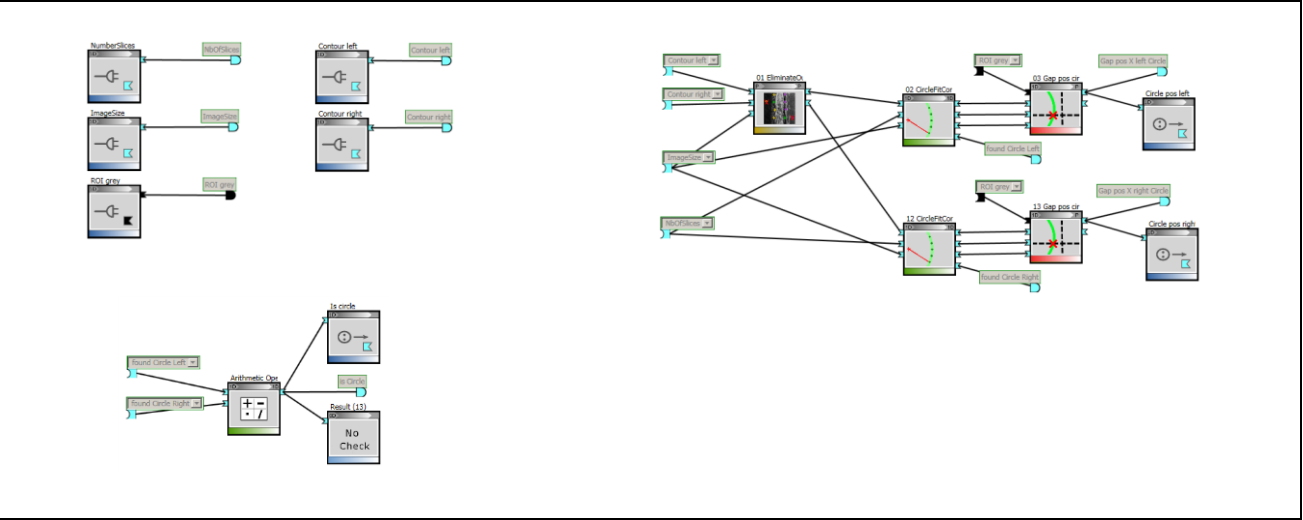 NumberSlices
NbOfSlices
Contour left
Contour left
ImageSize
ImageSize
Contour right
Contour right
ROI grey
ROI grey
Contour left
Contour right
ImageSize
NbOfSlices
01 EliminateOu
02 CircleFitCor
ROI grey
03 Gap pos cir
Gap pos X left Circle
Circle pos left
found Circle Left
12 CircleFitCor
ROI grey
13 Gap pos cir
Gap pos X right Circle
Circle pos righ
found Circle Right
found Circle Left
found Circle Right
Arithmetic Ope
Is circle
is Circle
Result (13)
No
Check